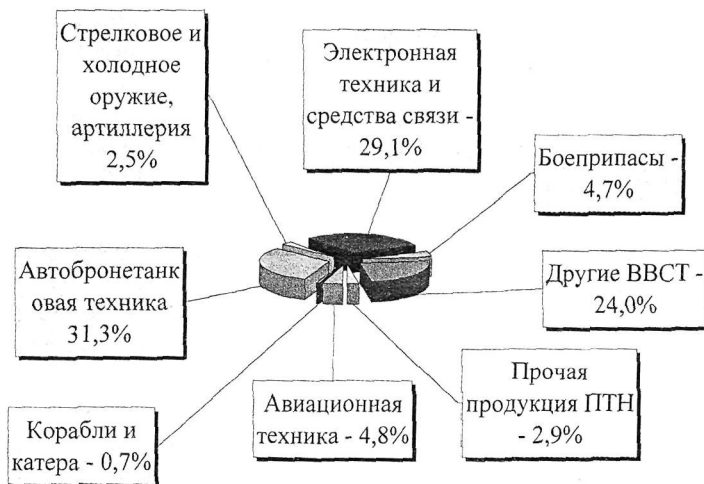 Стрелковое и
холодное
оружие,
артиллерия
2,5%
Электронная
техника и
средства связи -
29,1%
Боеприпасы -
4,7%
Автобронетанк
овая техника
31,3%
Другие ВВСТ -
24,0%
Корабли и
катера - 0,7%
Авиационная
техника - 4,8%
Прочая
продукция ПТН
- 2,9%